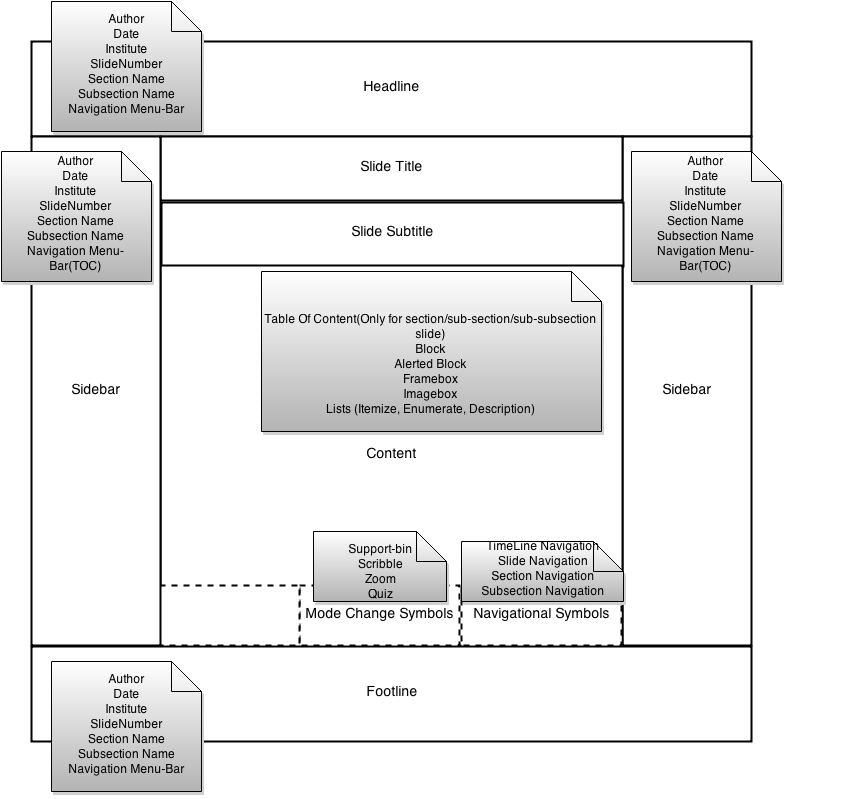 Author
Date
Institute
SlideNumber
Section Name
Subsection Name
Navigation Menu-Bar
Headline
Author
Date
Institute
SlideNumber
Section Name
Subsection Name
Navigation Menu-
Bar(TOC)
Sidebar
Slide Title
Slide Subtitle
Table Of Content(Only for section/sub-section/sub-subsection
slide)
Block
Alerted Block
Framebox
Imagebox
Lists (Itemize, Enumerate, Description)
Content
Support-bin
Scribble
Zoom
Quiz
Mode Change Symbols
TimeLine Navigation
Slide Navigation
Section Navigation
Subsection Navigation
Navigational Symbols
Author
Date
Institute
SlideNumber
Section Name
Subsection Name
Navigation Menu-
Bar(TOC)
Sidebar
Author
Date
Institute
SlideNumber
Section Name
Subsection Name
Navigation Menu-Bar
Footline